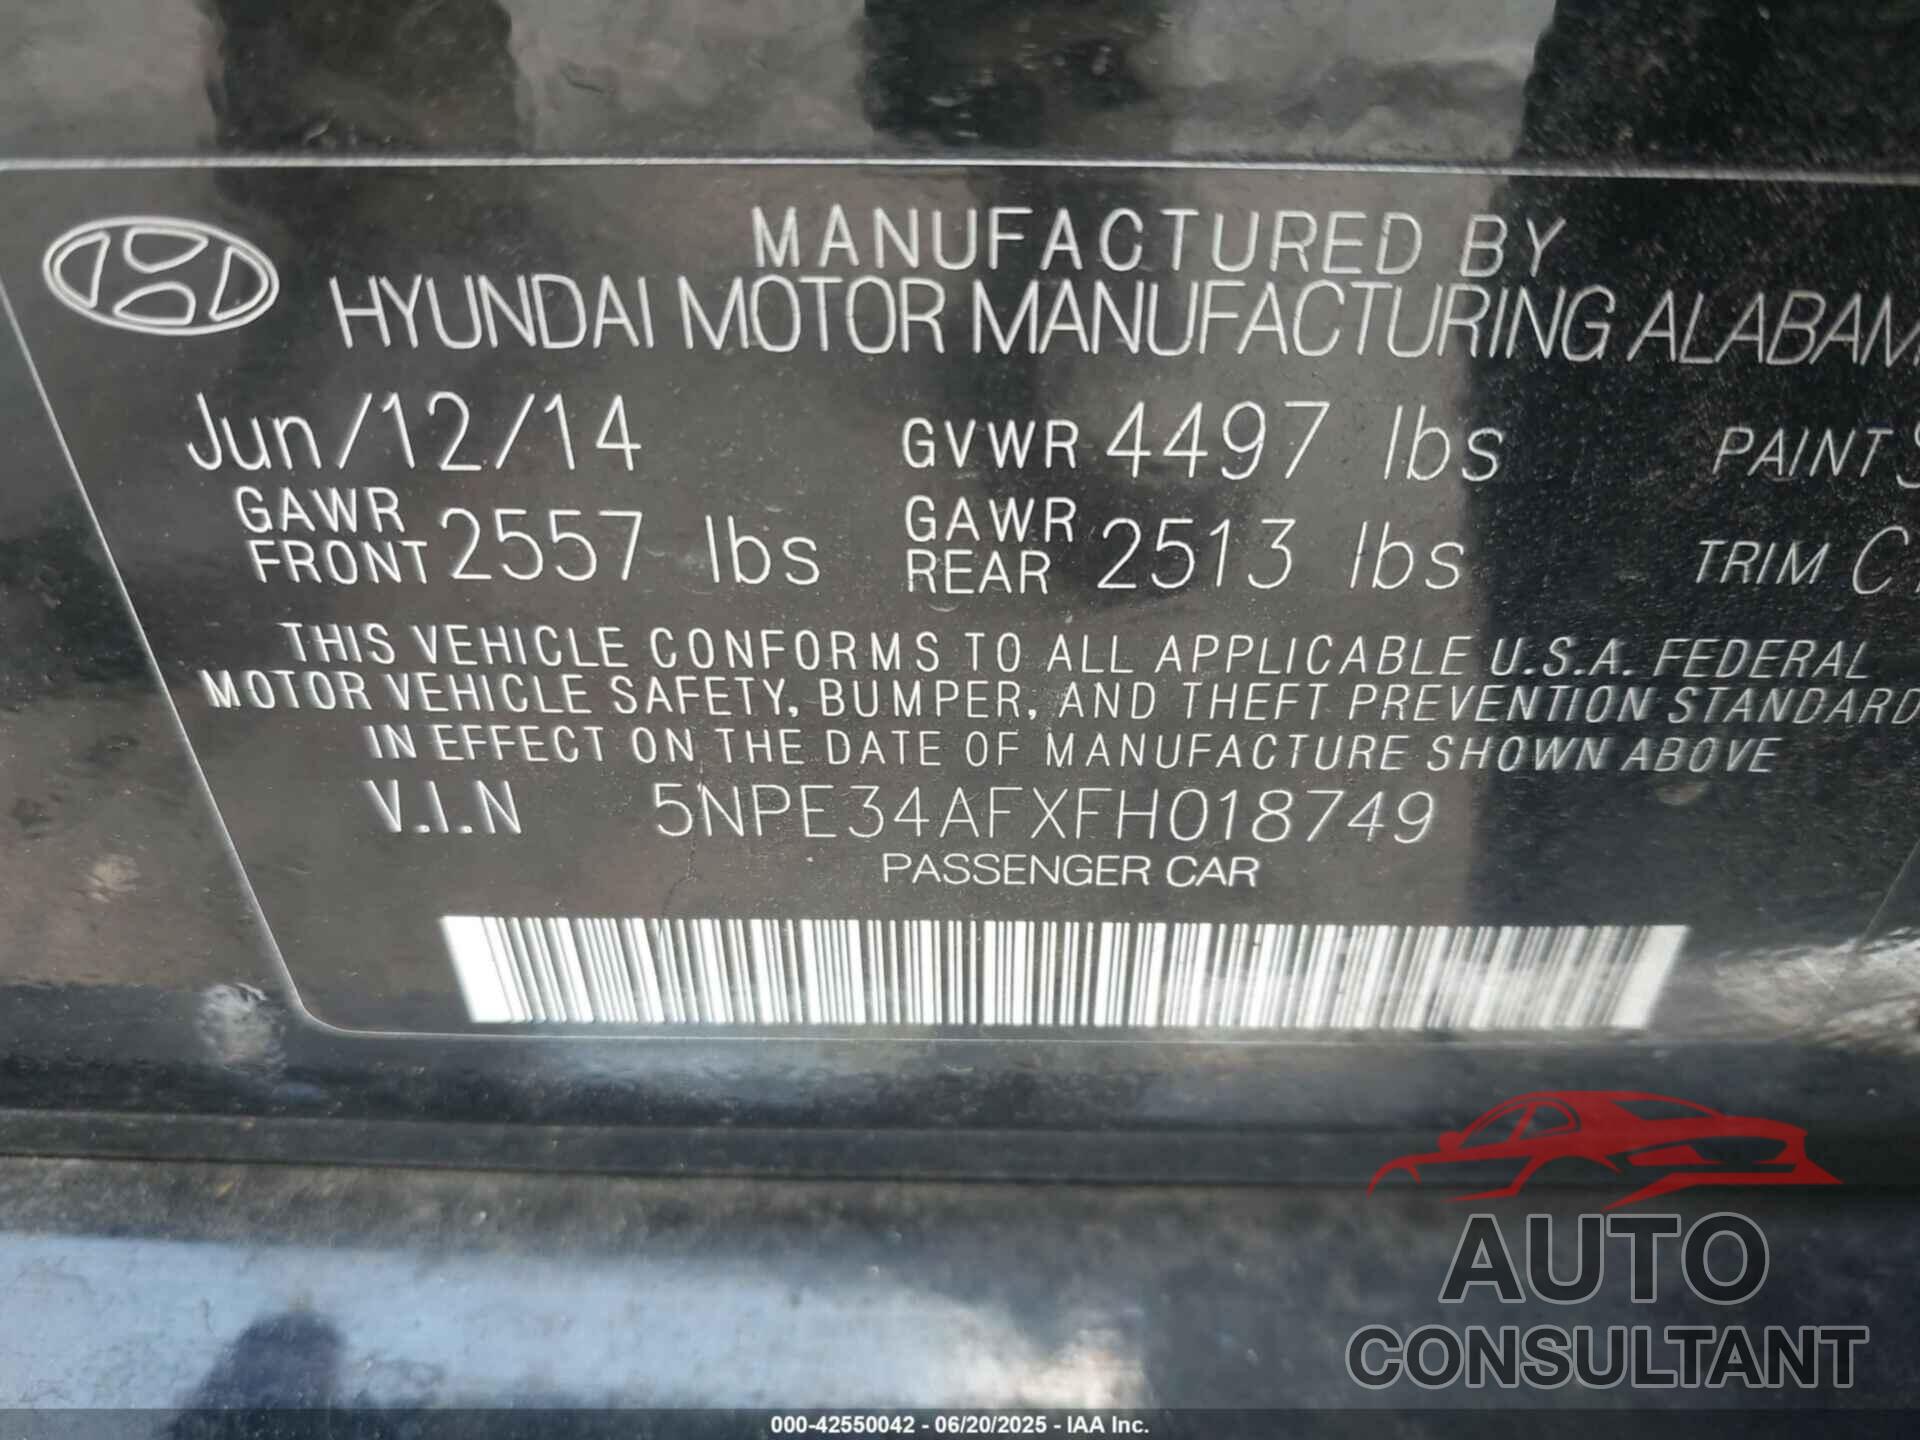 MANUFACTURED BY
HYUNDAI MOTOR MANUFACTURING
Jun/12/14 GVWR 4497 lbs PAINT
GAWR FRONT 2557 lbs GAWR REAR 2513 lbs TRIM
THIS VEHICLE CONFORMS TO ALL APPLICABLE U.S.A. FEDERAL
MOTOR VEHICLE SAFETY, BUMPER, AND THEFT PREVENTION STANDARD
IN EFFECT ON THE DATE OF MANUFACTURE SHOWN ABOVE
V.I.N 5NPE34AFXFH018749
PASSENGER CAR
AUTO
CONSULTANT
000-42550042 - 06/20/2025 - IAA Inc.